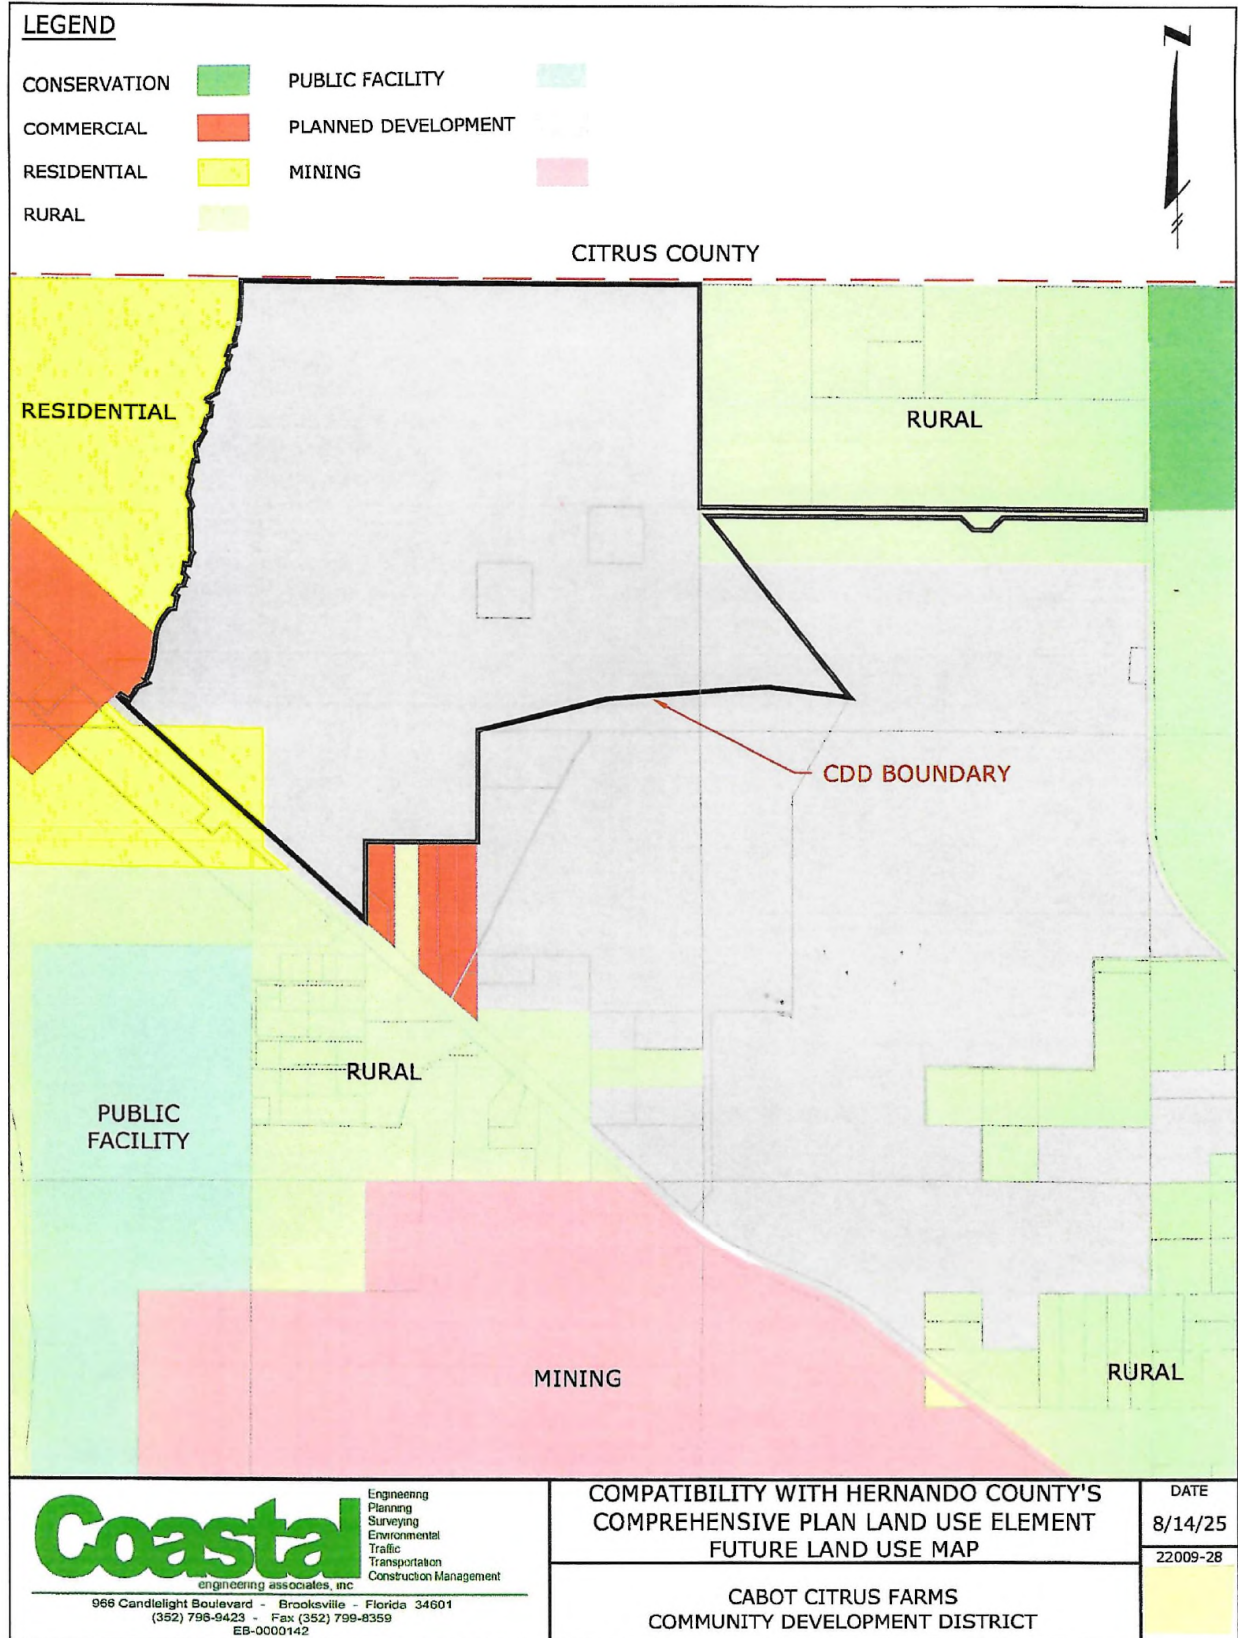 LEGEND
CONSERVATION
COMMERCIAL
RESIDENTIAL
RURAL
PUBLIC FACILITY
PLANNED DEVELOPMENT
MINING
N
CITRUS COUNTY
RESIDENTIAL
RURAL
CDD BOUNDARY
RURAL
PUBLIC
FACILITY
MINING
RURAL
Coastal
engineering associates, inc
Engineering
Planning
Surveying
Environmental
Traffic
Transportation
Construction Management
966 Candlelight Boulevard - Brooksville - Florida 34601
(352) 796-9423 - Fax (352) 799-8359
EB-0000142
COMPATIBILITY WITH HERNANDO COUNTY'S
COMPREHENSIVE PLAN LAND USE ELEMENT
FUTURE LAND USE MAP
CABOT CITRUS FARMS
COMMUNITY DEVELOPMENT DISTRICT
DATE
8/14/25
22009-28